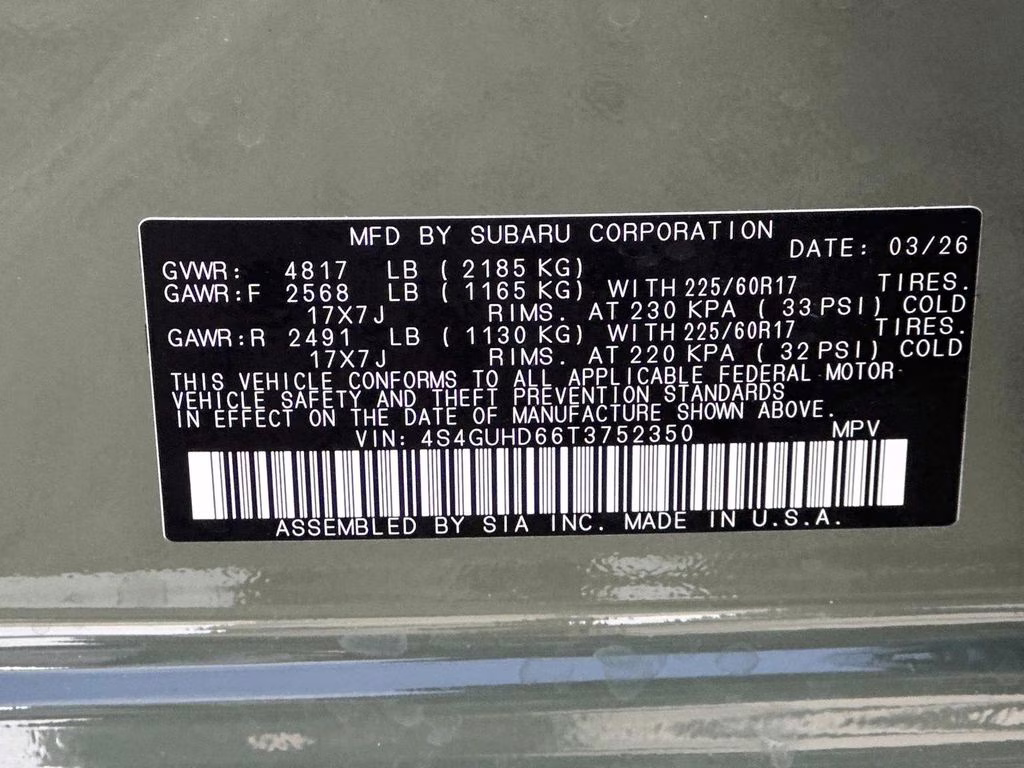 MFD BY SUBARU CORPORATION DATE: 03/26
GVWR: 4817 LB ( 2185 KG)
GAWR:F 2568 LB ( 1165 KG) WITH 225/60R17 TIRES.
17X7J RIMS. AT 230 KPA ( 33 PSI) COLD
GAWR:R 2491 LB ( 1130 KG) WITH 225/60R17 TIRES.
17X7J RIMS. AT 220 KPA ( 32 PSI) COLD
THIS VEHICLE CONFORMS TO ALL APPLICABLE FEDERAL MOTOR
VEHICLE SAFETY AND THEFT PREVENTION STANDARDS
IN EFFECT ON THE DATE OF MANUFACTURE SHOWN ABOVE.
VIN: 4S4GUHD66T3752350 MPV
ASSEMBLED BY SIA INC. MADE IN U.S.A.